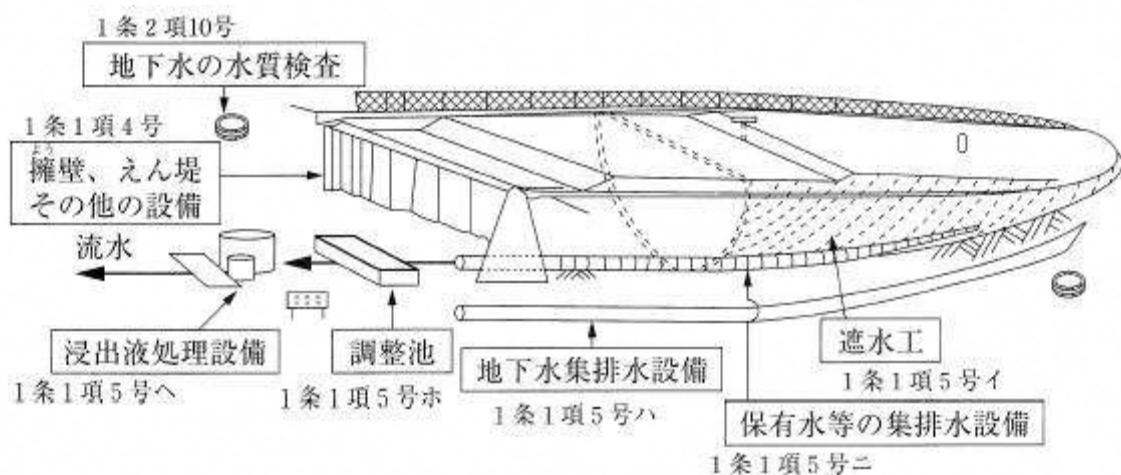 1条2項10号
地下水の水質検査
1条1項4号
よう
擁壁、えん堤
その他の設備
流水
浸出液処理設備
1条1項5号ヘ
調整池
1条1項5号ホ
地下水集排水設備
1条1項5号ハ
遮水工
1条1項5号イ
保有水等の集排水設備
1条1項5号ニ